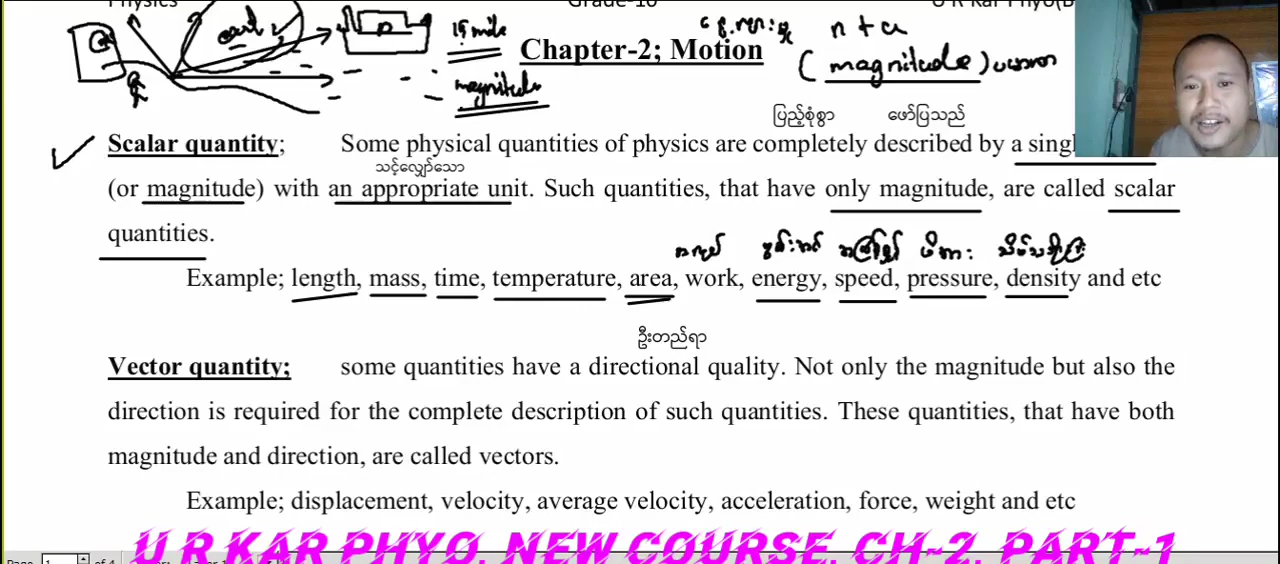 Physics Grade-10 U R Kar Phyo(B
n + u
15 mile
Chapter-2; Motion
(magnitude)
magnitude
ပြည့်စုံစွာ ဖော်ပြသည်
Scalar quantity; Some physical quantities of physics are completely described by a
သင့်လျော်သော
(or magnitude) with an appropriate unit. Such quantities, that have only magnitude, are called scalar
quantities.
Example; length, mass, time, temperature, area, work, energy, speed, pressure, density and etc
ဦးတည်ရာ
Vector quantity; some quantities have a directional quality. Not only the magnitude but also the
direction is required for the complete description of such quantities. These quantities, that have both
magnitude and direction, are called vectors.
Example; displacement, velocity, average velocity, acceleration, force, weight and etc
U R KAR PHYO, NEW COURSE, CH-2, PART-1
Page 1 of 4